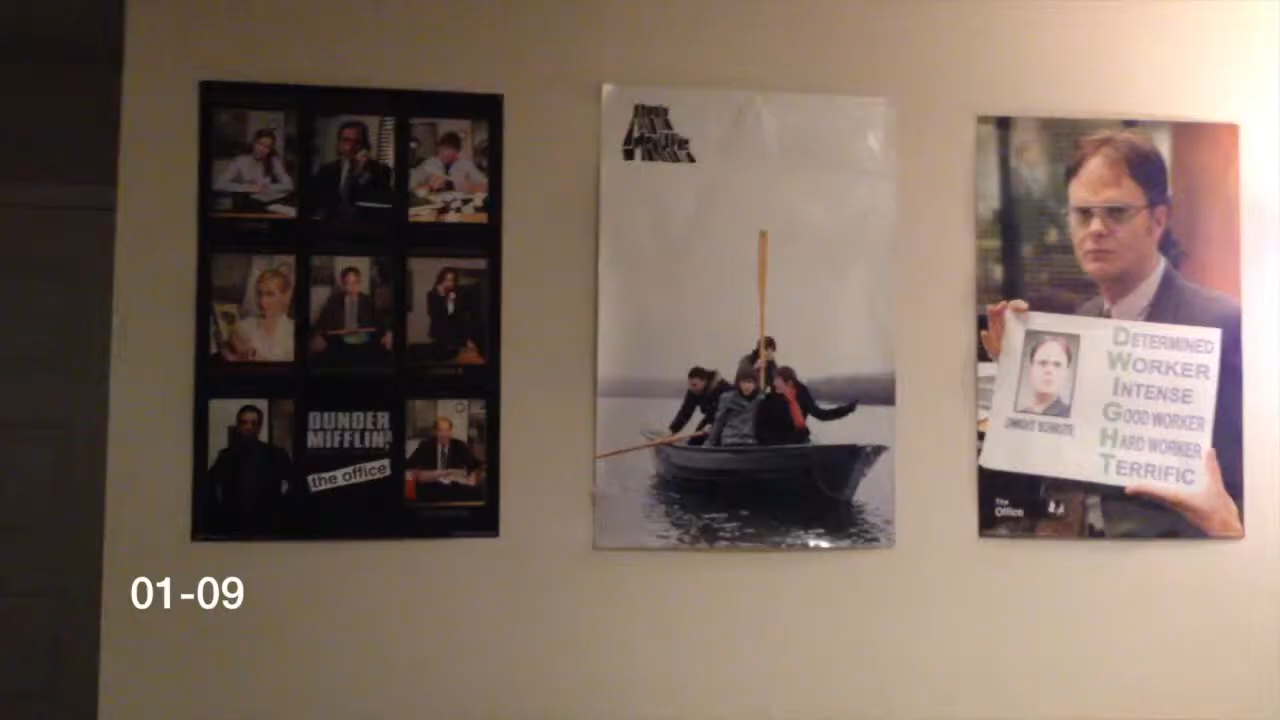 DUNDER
MIFFLIN
the office
DETERMINED
WORKER
INTENSE
GOOD WORKER
HARD WORKER
TERRIFIC
DWIGHT SCHRUTE
The
Office
01-09